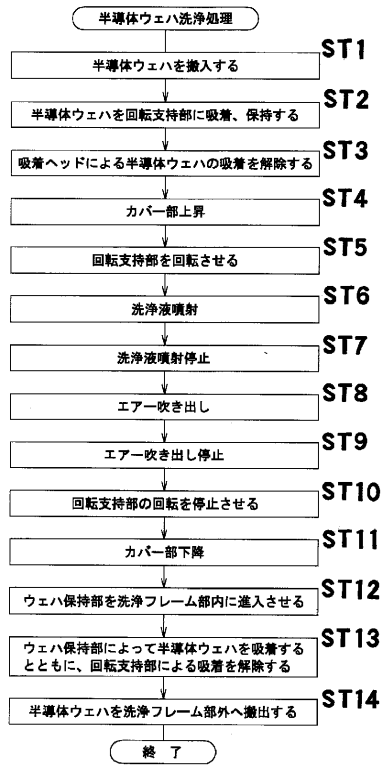 半導体ウェハ洗浄処理
ST1
半導体ウェハを搬入する
ST2
半導体ウェハを回転支持部に吸着、保持する
ST3
吸着ヘッドによる半導体ウェハの吸着を解除する
ST4
カバー部上昇
ST5
回転支持部を回転させる
ST6
洗浄液噴射
ST7
洗浄液噴射停止
ST8
エアー吹き出し
ST9
エアー吹き出し停止
ST10
回転支持部の回転を停止させる
ST11
カバー部下降
ST12
ウェハ保持部を洗浄フレーム部内に進入させる
ST13
ウェハ保持部によって半導体ウェハを吸着する
とともに、回転支持部による吸着を解除する
ST14
半導体ウェハを洗浄フレーム部外へ搬出する
終 了